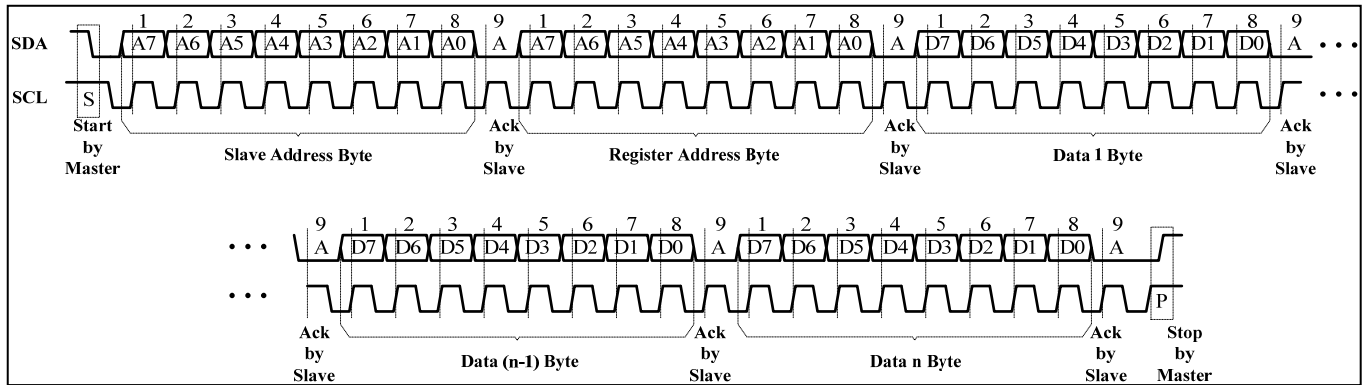 1 2 3 4 5 6 7 8 9 1 2 3 4 5 6 7 8 9 1 2 3 4 5 6 7 8 9
SDA A7 A6 A5 A4 A3 A2 A1 A0 A A7 A6 A5 A4 A3 A2 A1 A0 A D7 D6 D5 D4 D3 D2 D1 D0 A • • •
SCL S • • •
Start by Master
Slave Address Byte
Ack by Slave
Register Address Byte
Ack by Slave
Data 1 Byte
Ack by Slave
9 1 2 3 4 5 6 7 8 9 1 2 3 4 5 6 7 8 9
• • • A D7 D6 D5 D4 D3 D2 D1 D0 A D7 D6 D5 D4 D3 D2 D1 D0 A
• • • P
Ack by Slave
Data (n-1) Byte
Ack by Slave
Data n Byte
Ack by Slave
Stop by Master